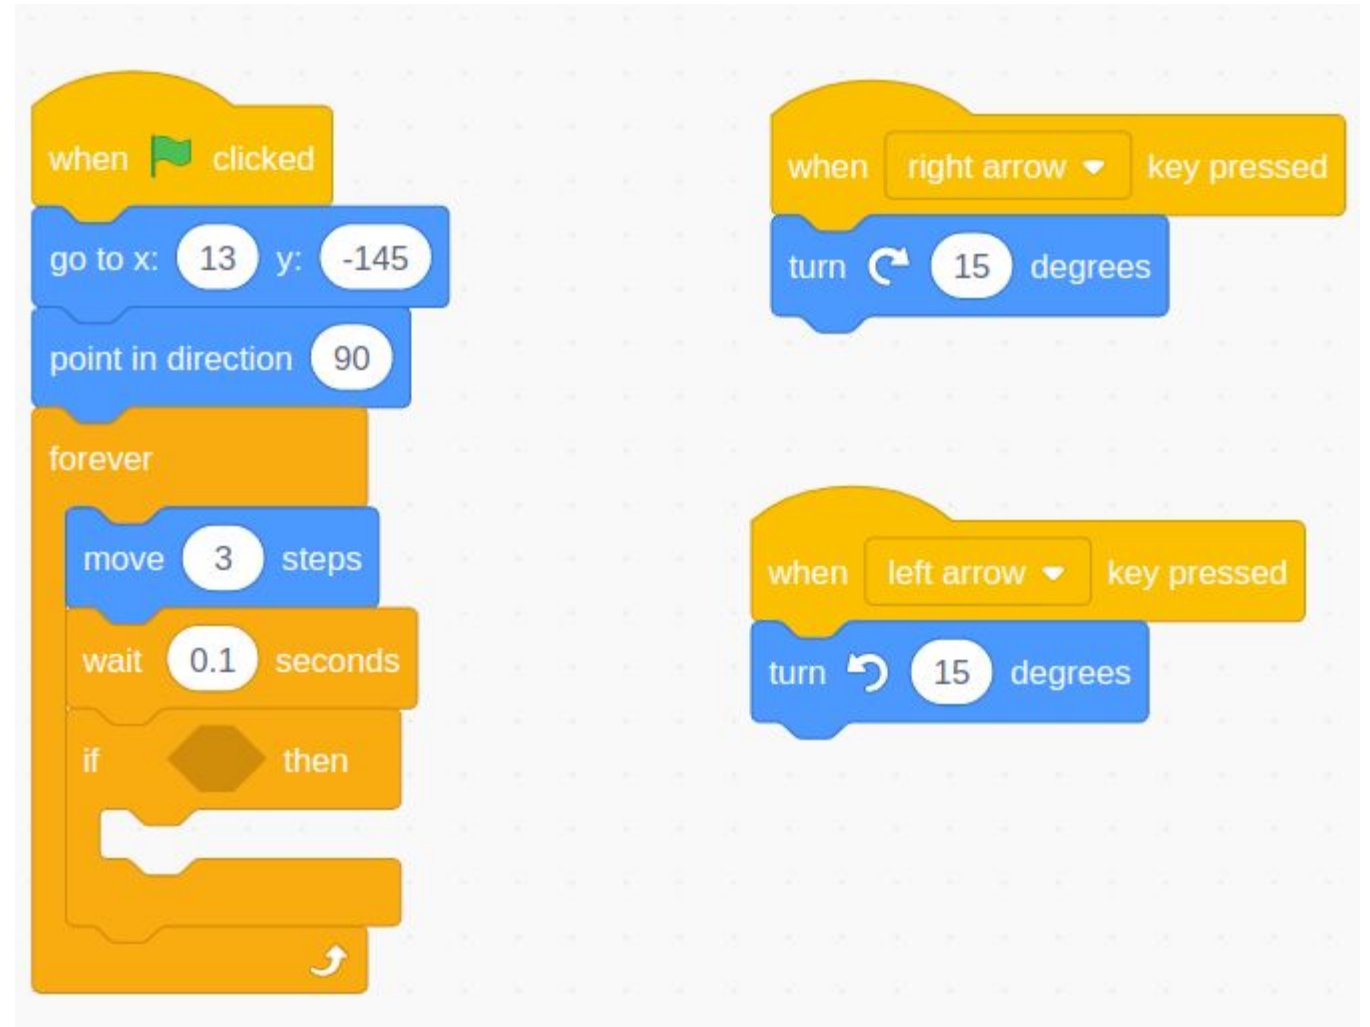 when clicked
go to x: 13 y: -145
point in direction 90
forever
move 3 steps
wait 0.1 seconds
if then
when right arrow key pressed
turn 15 degrees
when left arrow key pressed
turn 15 degrees